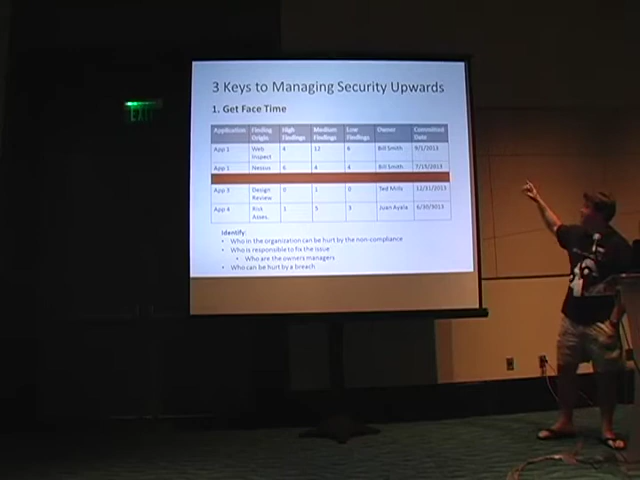 3 Keys to Managing Security Upwards
1. Get Face Time
Application Finding Origin High Findings Medium Findings Low Findings Owner Committed Date
App 1 Web Inspect 4 12 6 Bill Smith 9/1/2013
App 1 Nessus 6 4 4 Bill Smith 7/15/2013
App 3 Design Review 0 1 0 Ted Mills 12/31/2013
App 4 Risk Asses. 1 5 3 Juan Ayala 6/30/3013
Identify:
• Who in the organization can be hurt by the non-compliance
• Who is responsible to fix the issue
• Who are the owners managers
• Who can be hurt by a breach
EXIT